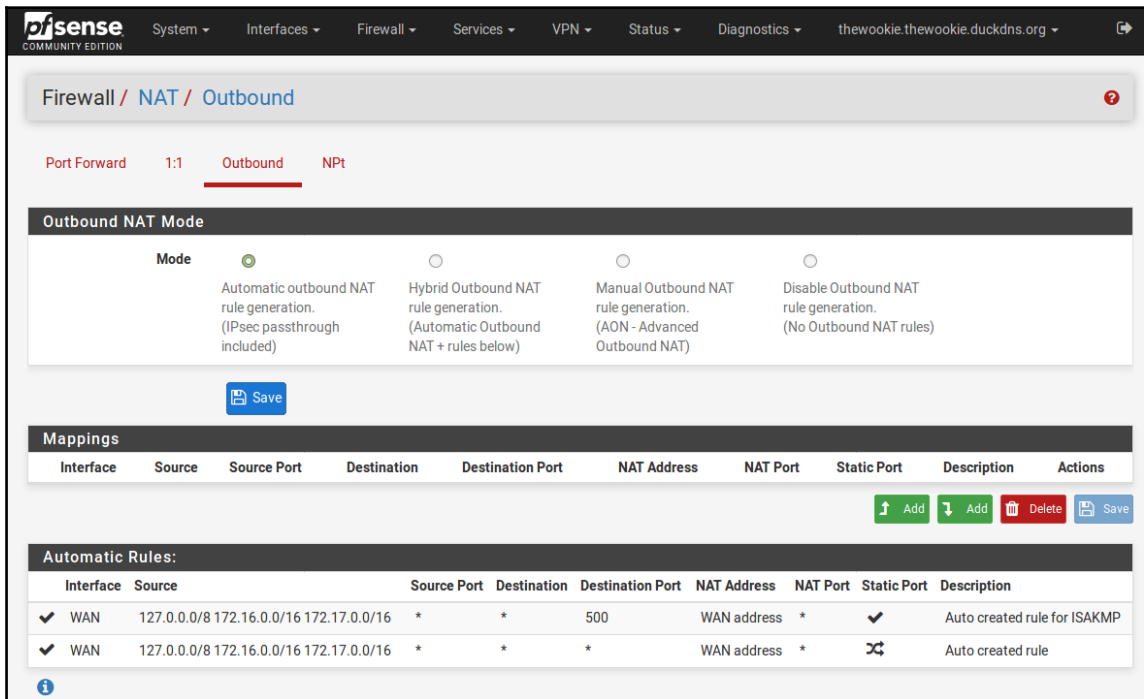 pfsense
COMMUNITY EDITION
System Interfaces Firewall Services VPN Status Diagnostics thewookie.thewookie.duckdns.org
Firewall / NAT / Outbound
Port Forward 1:1 Outbound NPt
Outbound NAT Mode
Mode
Automatic outbound NAT
rule generation.
(IPsec passthrough
included)
Hybrid Outbound NAT
rule generation.
(Automatic Outbound
NAT + rules below)
Manual Outbound NAT
rule generation.
(AON - Advanced
Outbound NAT)
Disable Outbound NAT
rule generation.
(No Outbound NAT rules)
Save
Mappings
Interface Source Source Port Destination Destination Port NAT Address NAT Port Static Port Description Actions
Add Add Delete Save
Automatic Rules:
Interface Source Source Port Destination Destination Port NAT Address NAT Port Static Port Description
WAN 127.0.0.0/8 172.16.0.0/16 172.17.0.0/16 * * 500 WAN address * Auto created rule for ISAKMP
WAN 127.0.0.0/8 172.16.0.0/16 172.17.0.0/16 * * * WAN address * Auto created rule